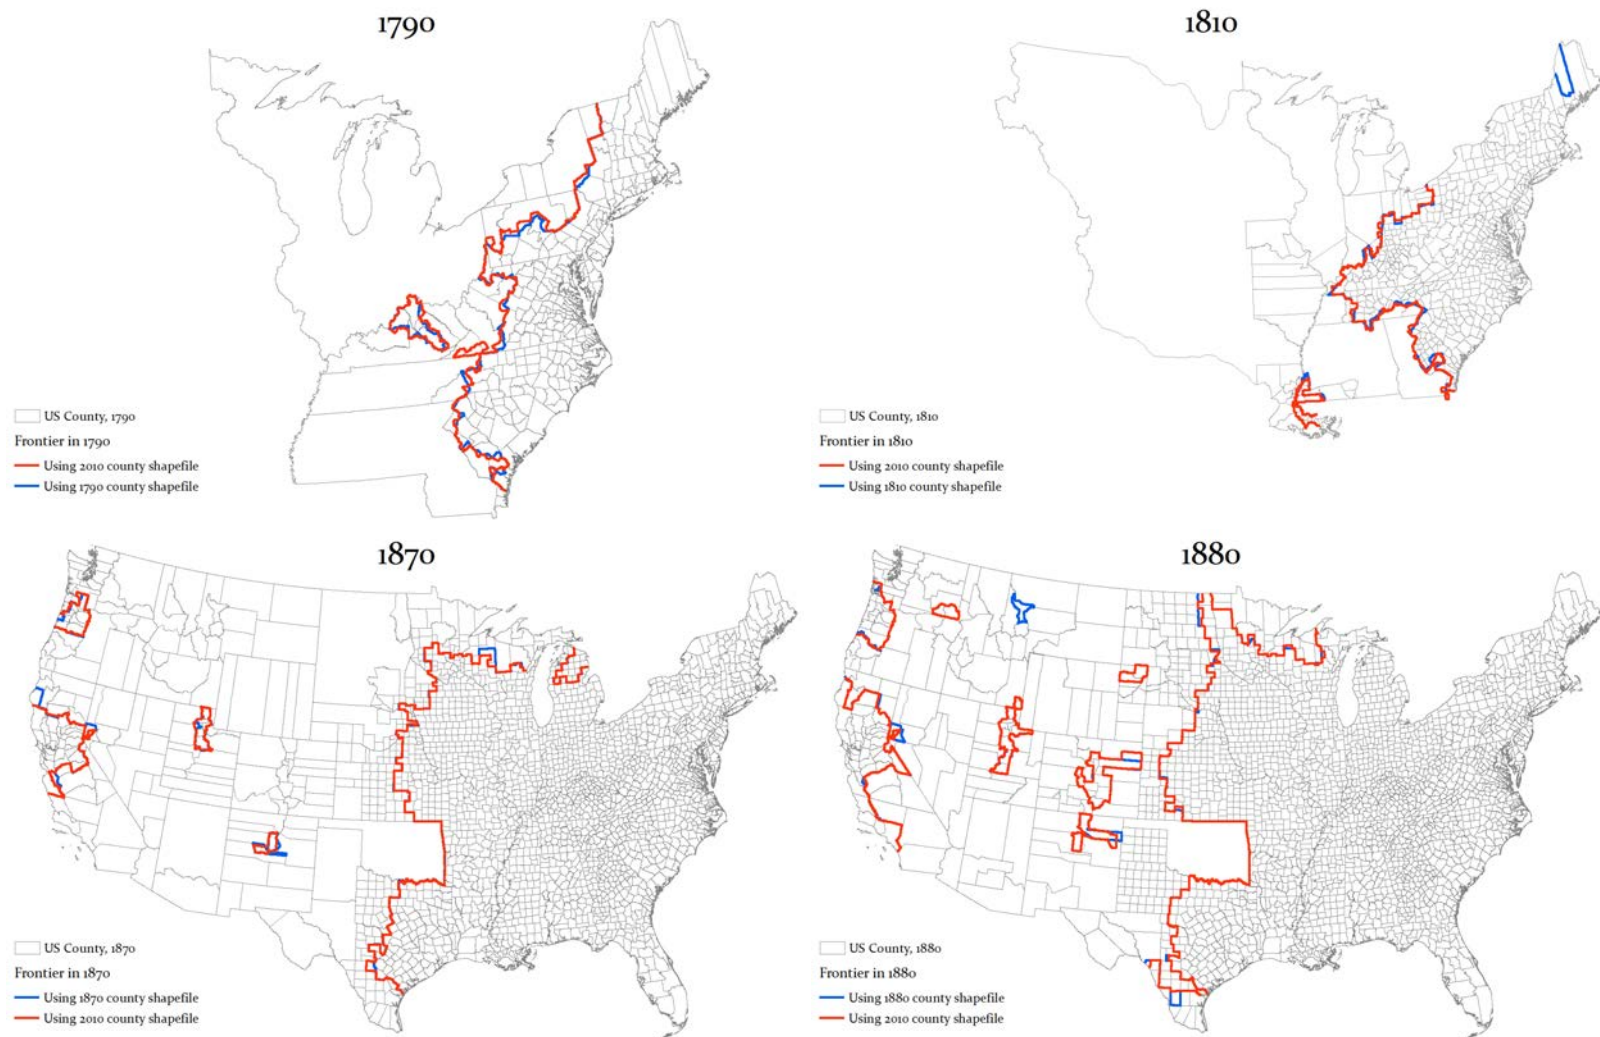 1790
US County, 1790
Frontier in 1790
Using 2010 county shapefile
Using 1790 county shapefile
1810
US County, 1810
Frontier in 1810
Using 2010 county shapefile
Using 1810 county shapefile
1870
US County, 1870
Frontier in 1870
Using 1870 county shapefile
Using 2010 county shapefile
1880
US County, 1880
Frontier in 1880
Using 1880 county shapefile
Using 2010 county shapefile